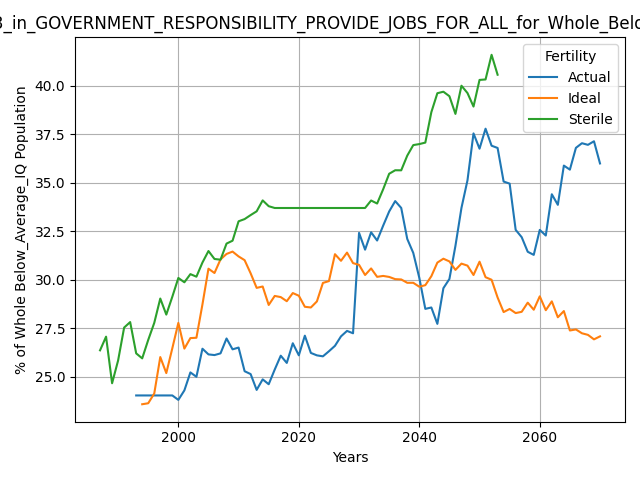 _in_GOVERNMENT_RESPONSIBILITY_PROVIDE_JOBS_FOR_ALL_for_Whole_Belo
% of Whole Below_Average_IQ Population
40.0
37.5
35.0
32.5
30.0
27.5
25.0
2000
2020
2040
2060
Years
Fertility
Actual
Ideal
Sterile